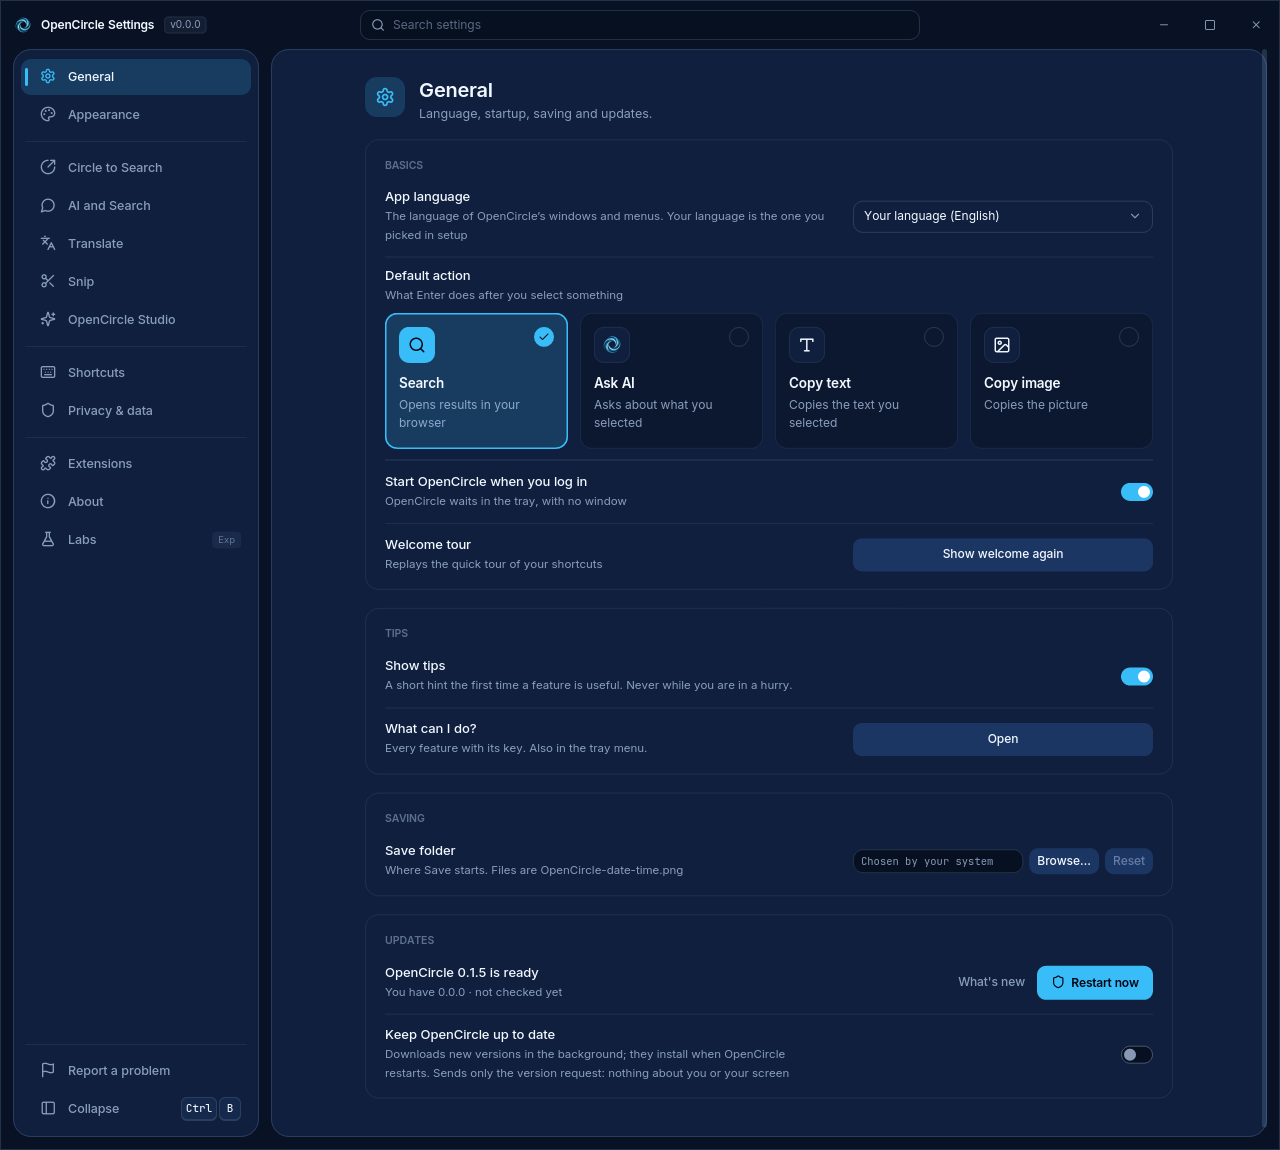 OpenCircle Settings v0.0.0
Search settings
General
Appearance
Circle to Search
AI and Search
Translate
Snip
OpenCircle Studio
Shortcuts
Privacy & data
Extensions
About
Labs Exp
Report a problem
Collapse Ctrl B
General
Language, startup, saving and updates.
BASICS
App language
The language of OpenCircle's windows and menus. Your language is the one you
picked in setup
Your language (English)
Default action
What Enter does after you select something
Search
Opens results in your
browser
Ask AI
Asks about what you
selected
Copy text
Copies the text you
selected
Copy image
Copies the picture
Start OpenCircle when you log in
OpenCircle waits in the tray, with no window
Welcome tour
Replays the quick tour of your shortcuts
Show welcome again
TIPS
Show tips
A short hint the first time a feature is useful. Never while you are in a hurry.
What can I do?
Every feature with its key. Also in the tray menu.
Open
SAVING
Save folder
Where Save starts. Files are OpenCircle-date-time.png
Chosen by your system
Browse...
Reset
UPDATES
OpenCircle 0.1.5 is ready
You have 0.0.0 · not checked yet
What's new
Restart now
Keep OpenCircle up to date
Downloads new versions in the background; they install when OpenCircle
restarts. Sends only the version request: nothing about you or your screen